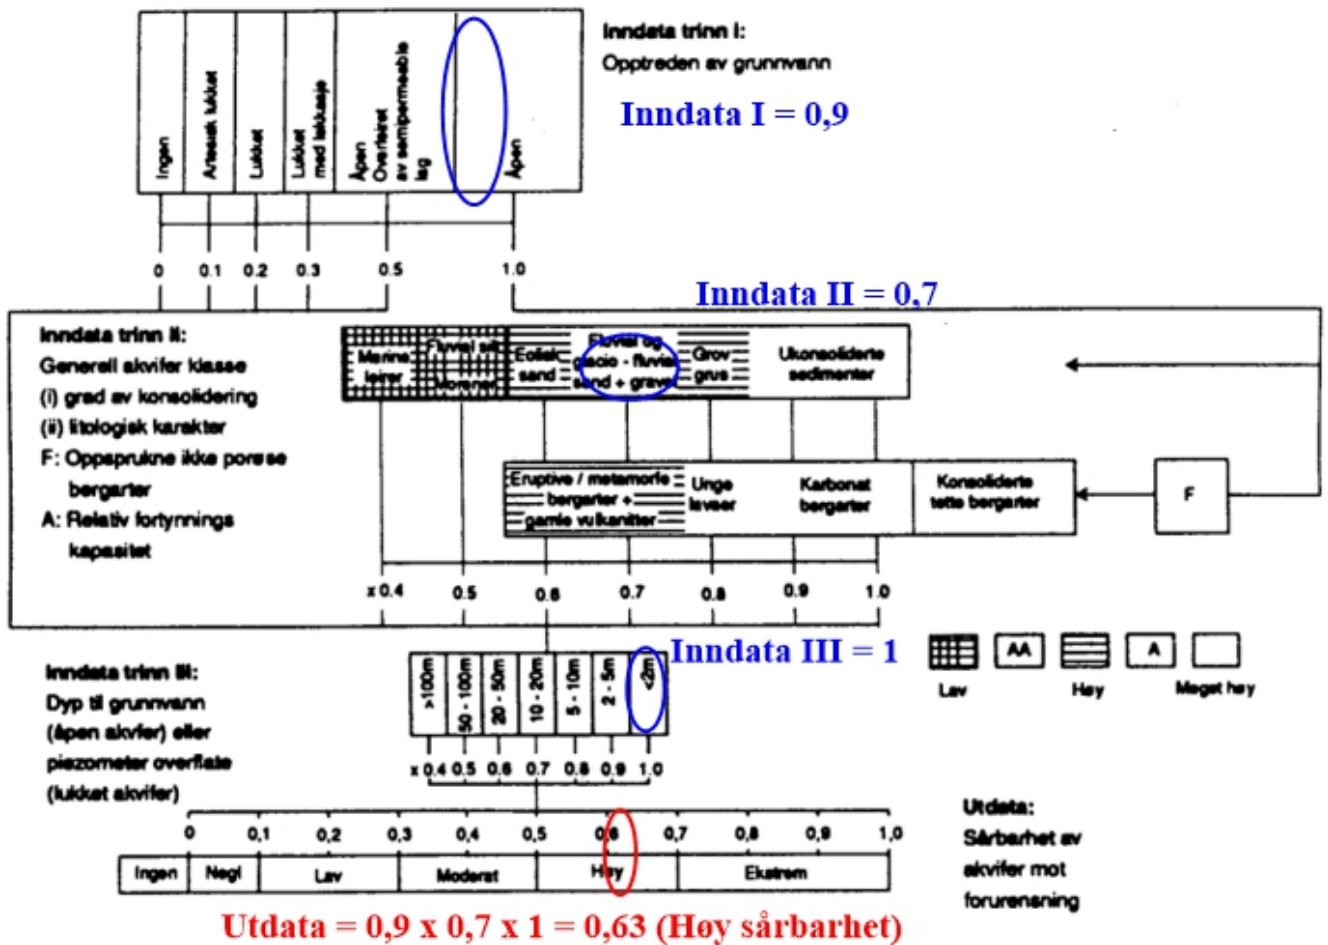 Inndata trinn I:
Opptreden av grunnvann
Inndata I = 0,9
Ingen
Artesisk lukket
Lukket
Lukket
med lekkasje
Åpen
Overleiret
av semipermeable
lag
Åpen
0 0.1 0.2 0.3 0.5 1.0
Inndata II = 0,7
Inndata trinn II:
Generell akvifer klasse
(i) grad av konsolidering
(ii) litologisk karakter
F: Oppsprukne ikke porøse
bergarter
A: Relativ fortynnings
kapasitet
Marine
leirer
Fluvial silt
Morener
Eolisk
sand
Fluvial og
glacio - fluvial
sand + gravel
Grov
grus
Ukonsoliderte
sedimenter
Eruptive / metamorfe
bergarter +
gamle vulkanitter
Unge
lavaer
Karbonat
bergarter
Konsoliderte
tette bergarter
F
x 0.4 0.5 0.6 0.7 0.8 0.9 1.0
Inndata III = 1
Inndata trinn III:
Dyp til grunnvann
(åpen akvifer) eller
piezometer overflate
(lukket akvifer)
>100m
50 - 100m
20 - 50m
10 - 20m
5 - 10m
2 - 5m
<2m
x 0.4 0.5 0.6 0.7 0.8 0.9 1.0
AA A
Lav Høy Meget høy
0 0,1 0,2 0,3 0,4 0,5 0,6 0,7 0,8 0,9 1,0
Ingen Negl Lav Moderat Høy Ekstrem
Utdata:
Sårbarhet av
akvifer mot
forurensning
Utdata = 0,9 x 0,7 x 1 = 0,63 (Høy sårbarhet)